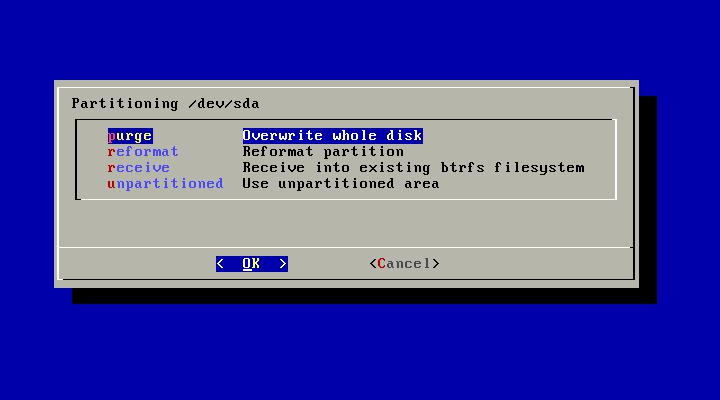 Partitioning /dev/sda
purge Overwrite whole disk
reformat Reformat partition
receive Receive into existing btrfs filesystem
unpartitioned Use unpartitioned area
< OK > <Cancel>